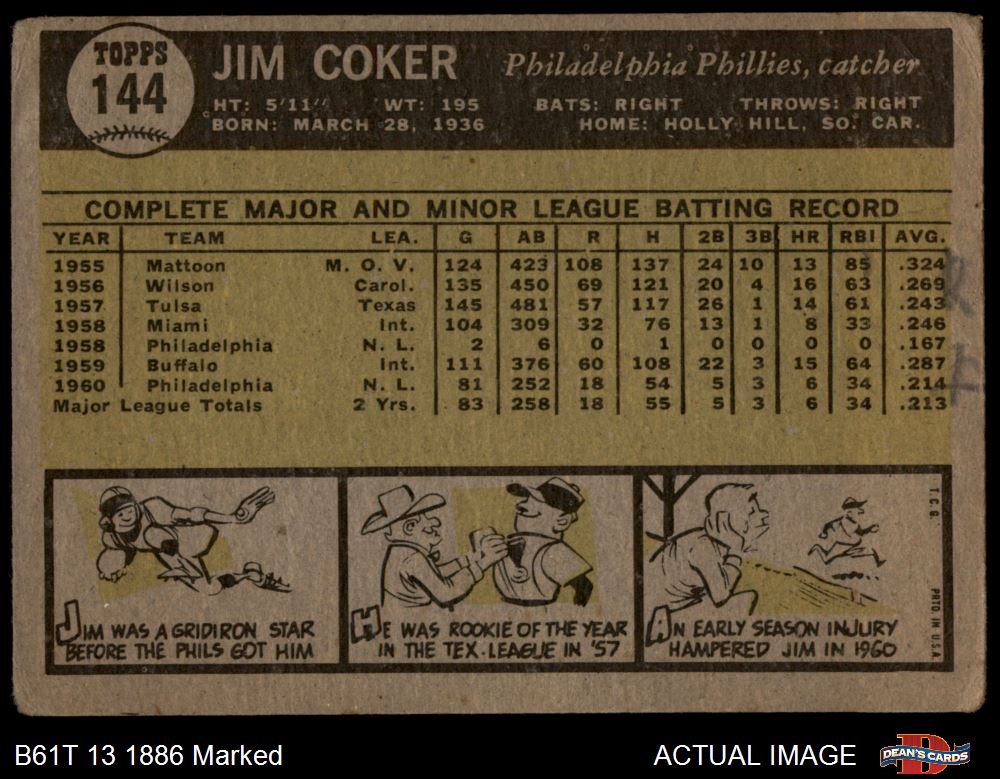 TOPPS
144
JIM COKER Philadelphia Phillies, catcher
HT: 5'11" WT: 195 BATS: RIGHT THROWS: RIGHT
BORN: MARCH 28, 1936 HOME: HOLLY HILL, SO. CAR.
COMPLETE MAJOR AND MINOR LEAGUE BATTING RECORD
YEAR TEAM LEA. G AB R H 2B 3B HR RBI AVG.
1955 Mattoon M. O. V. 124 423 108 137 24 10 13 85 .324
1956 Wilson Carol. 135 450 69 121 20 4 16 63 .269
1957 Tulsa Texas 145 481 57 117 26 1 14 61 .243
1958 Miami Int. 104 309 32 76 13 1 8 33 .246
1958 Philadelphia N. L. 2 6 0 1 0 0 0 0 .167
1959 Buffalo Int. 111 376 60 108 22 3 15 64 .287
1960 Philadelphia N. L. 81 252 18 54 5 3 6 34 .214
Major League Totals 2 Yrs. 83 258 18 55 5 3 6 34 .213
JIM WAS A GRIDIRON STAR
BEFORE THE PHILS GOT HIM
HE WAS ROOKIE OF THE YEAR
IN THE TEX. LEAGUE IN '57
AN EARLY SEASON INJURY
HAMPERED JIM IN 1960
T.C.G.
PRTD. IN U.S.A.
B61T 13 1886 Marked
ACTUAL IMAGE
DEAN'S CARDS